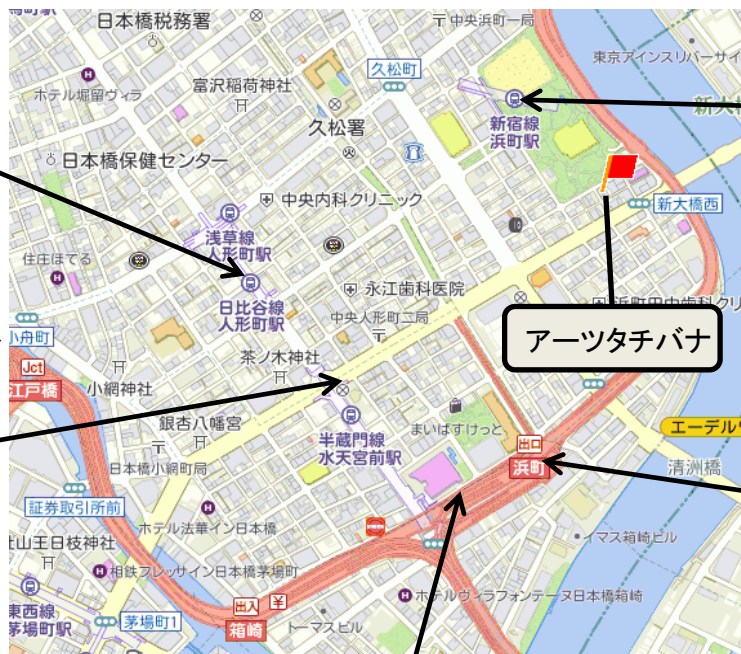 日本橋税務署
〒中央浜町一局
東京アインスリバーサイ
久松町
ホテル堀留ヴィラ
富沢稲荷神社
新宿線
浜町駅
新大
久松署
日本橋保健センター
中央内科クリニック
新大橋西
浅草線
人形町駅
住庄ほてる
永江歯科医院
日比谷線
人形町駅
浜町田中歯科クリ
中央人形町二局
小舟町
アーツタチバナ
Jct
江戸橋
茶ノ木神社
小網神社
銀杏八幡宮
まいばすけっと
エーデル
半蔵門線
水天宮前駅
出口
浜町
日本橋小網町局
清洲橋
証券取引所前
ホテル法華イン日本橋
イマス箱崎ビル
山王日枝神社
相鉄フレッサイン日本橋茅場町
ホテルヴィラフォンテーヌ日本橋箱崎
東西線
茅場町駅
茅場町1
出入
¥
箱崎
トーマスビル